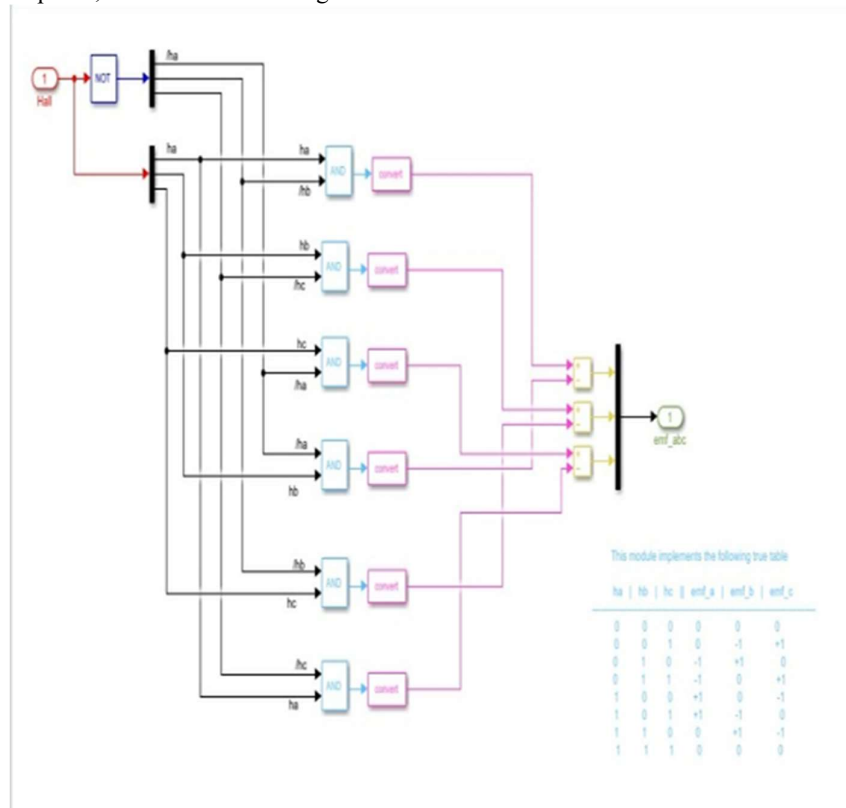 /ha
1
NOT
Hall
ha
ha
AND
convert
/hb
hb
AND
convert
/hc
hc
AND
convert
/ha
/ha
AND
convert
hb
/hb
AND
convert
hc
/hc
AND
convert
ha
+
-
+
-
+
-
1
emf_abc
This module implements the following true table
ha | hb | hc || emf_a | emf_b | emf_c
0 0 0 0 0 0
0 0 1 0 -1 +1
0 1 0 -1 +1 0
0 1 1 -1 0 +1
1 0 0 +1 0 -1
1 0 1 +1 -1 0
1 1 0 0 +1 -1
1 1 1 0 0 0